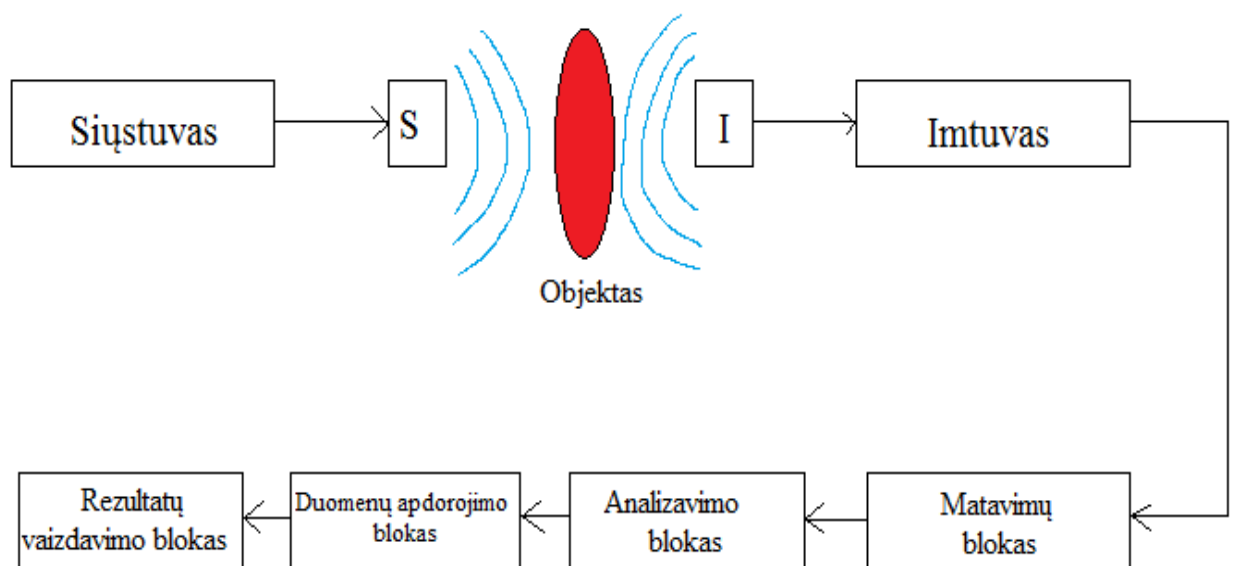 Siųstuvas
S
I
Imtuvas
Objektas
Rezultatų
vaizdavimo blokas
Duomenų apdorojimo
blokas
Analizavimo
blokas
Matavimų
blokas